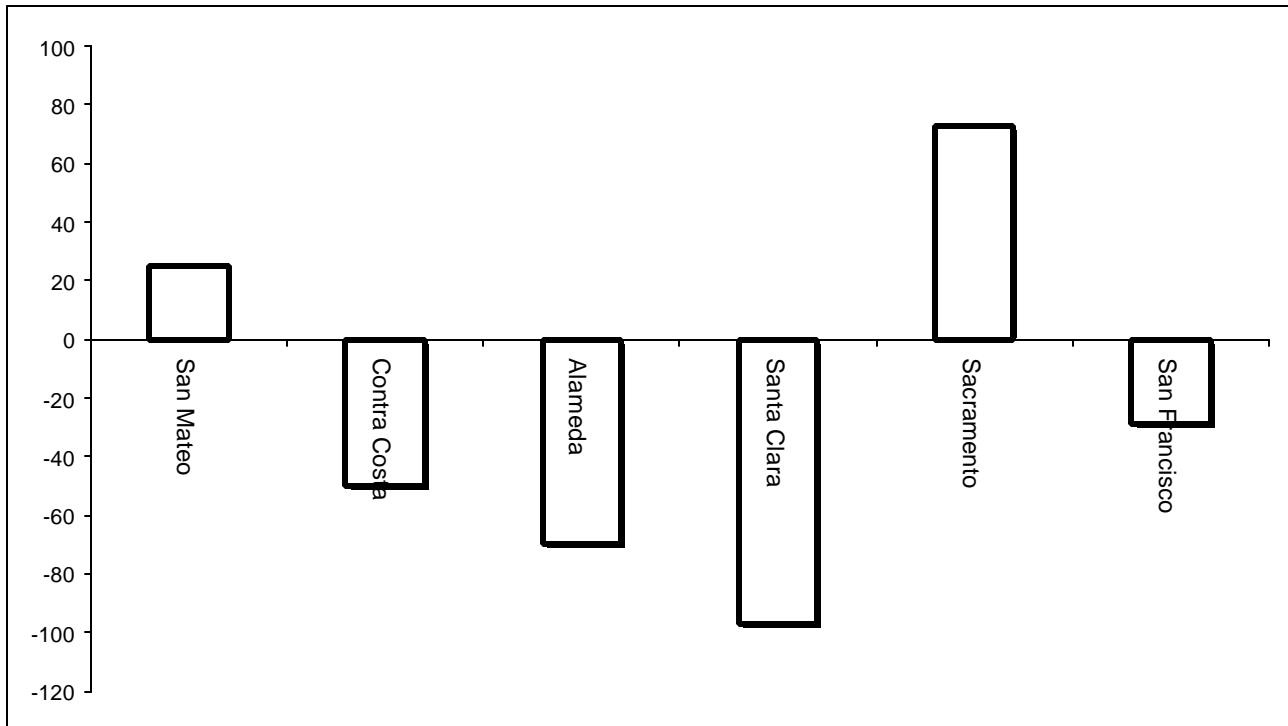 100
80
60
40
20
0
-20
-40
-60
-80
-100
-120
San Mateo
Contra Costa
Alameda
Santa Clara
Sacramento
San Francisco